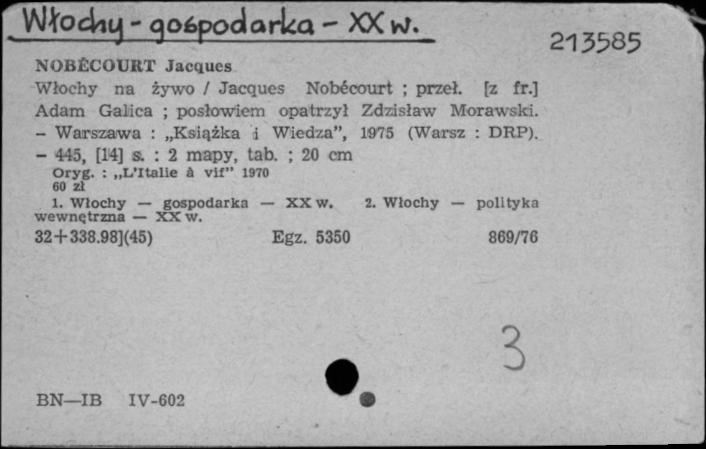 Włochy - gospodarka - XX w.
213585
NOBÉCOURT Jacques
Włochy na żywo / Jacques Nobécourt ; przeł. [z fr.]
Adam Galica ; posłowiem opatrzył Zdzisław Morawski.
— Warszawa : „Książka i Wiedza”, 1975 (Warsz : DRP).
— 445, [14] s. : 2 mapy, tab. ; 20 cm
Oryg. : „L'Italie à vif” 1970
60 zł
1. Włochy — gospodarka — XX w. 2. Włochy — polityka
wewnętrzna — XX w.
32+338.98](45) Egz. 5350 869/76
3
BN—IB IV-602